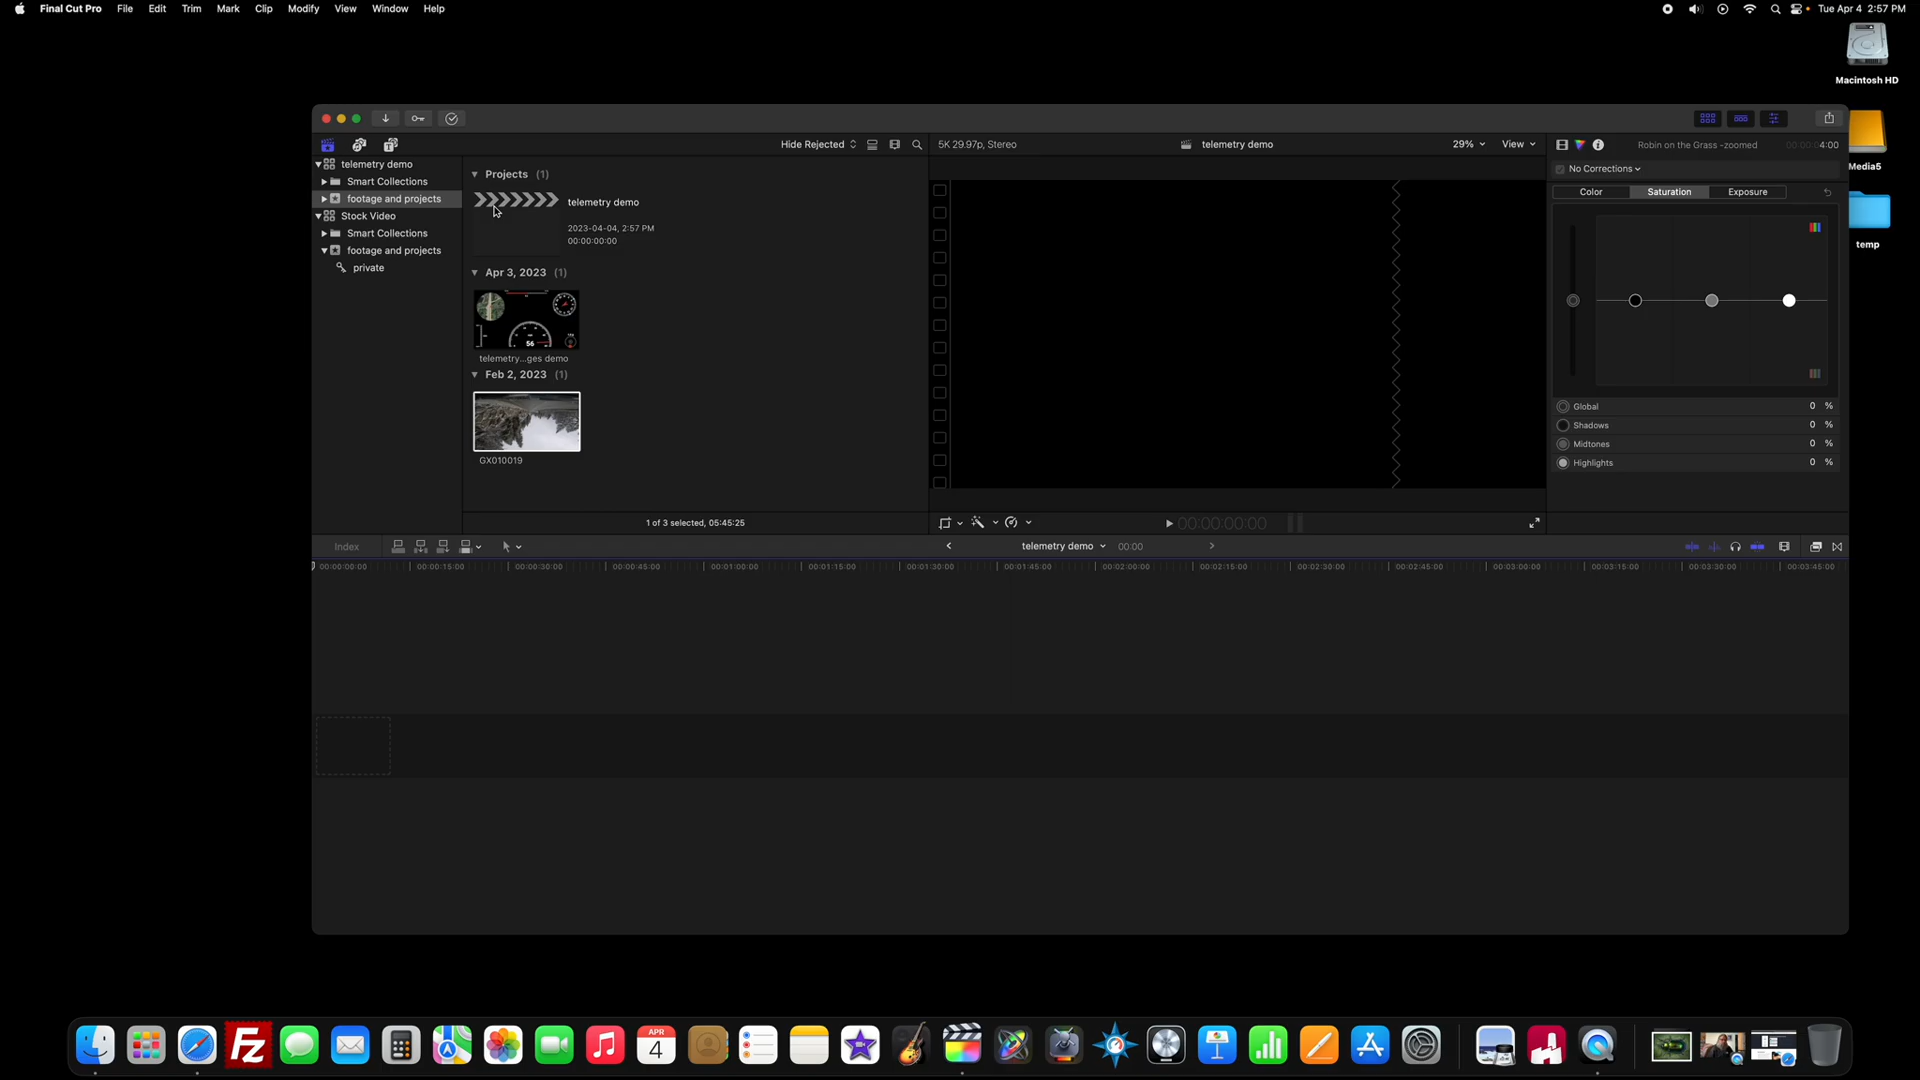 Final Cut Pro File Edit Trim Mark Clip Modify View Window Help Tue Apr 4 2:57 PM
Macintosh HD
Media5
temp
Hide Rejected
5K 29.97p, Stereo telemetry demo 29% View
Robin on the Grass -zoomed 00:00:04:00
telemetry demo
Smart Collections
footage and projects
Stock Video
Smart Collections
footage and projects
private
Projects (1)
telemetry demo
2023-04-04, 2:57 PM
00:00:00:00
Apr 3, 2023 (1)
56
telemetry...ges demo
Feb 2, 2023 (1)
GX010019
1 of 3 selected, 05:45:25
00:00:00:00
No Corrections
Color Saturation Exposure
Global 0 %
Shadows 0 %
Midtones 0 %
Highlights 0 %
Index telemetry demo 00:00
00:00:00:00 00:00:15:00 00:00:30:00 00:00:45:00 00:01:00:00 00:01:15:00 00:01:30:00 00:01:45:00 00:02:00:00 00:02:15:00 00:02:30:00 00:02:45:00 00:03:00:00 00:03:15:00 00:03:30:00 00:03:45:00
FZ
APR
4